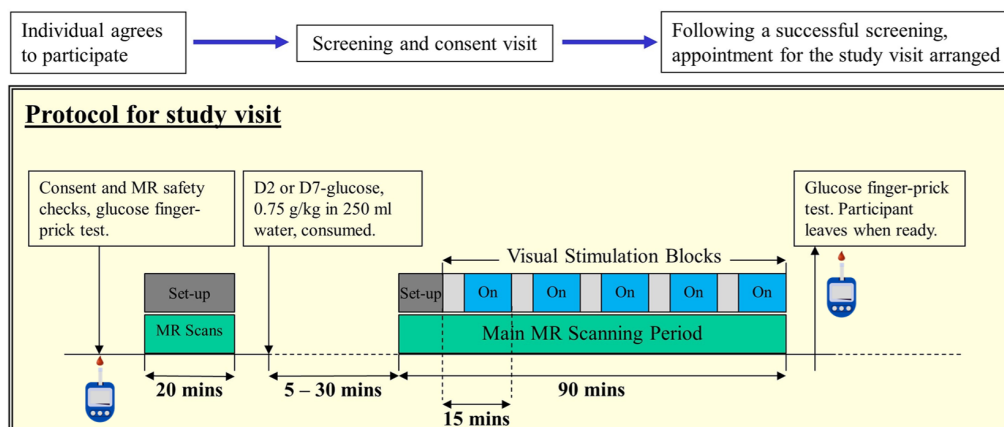 Individual agrees
to participate
Screening and consent visit
Following a successful screening,
appointment for the study visit arranged
Protocol for study visit
Consent and MR safety
checks, glucose finger-
prick test.
D2 or D7-glucose,
0.75 g/kg in 250 ml
water, consumed.
Glucose finger-prick
test. Participant
leaves when ready.
Visual Stimulation Blocks
Set-up
Set-up
On
On
On
On
On
MR Scans
Main MR Scanning Period
20 mins
5 – 30 mins
90 mins
15 mins